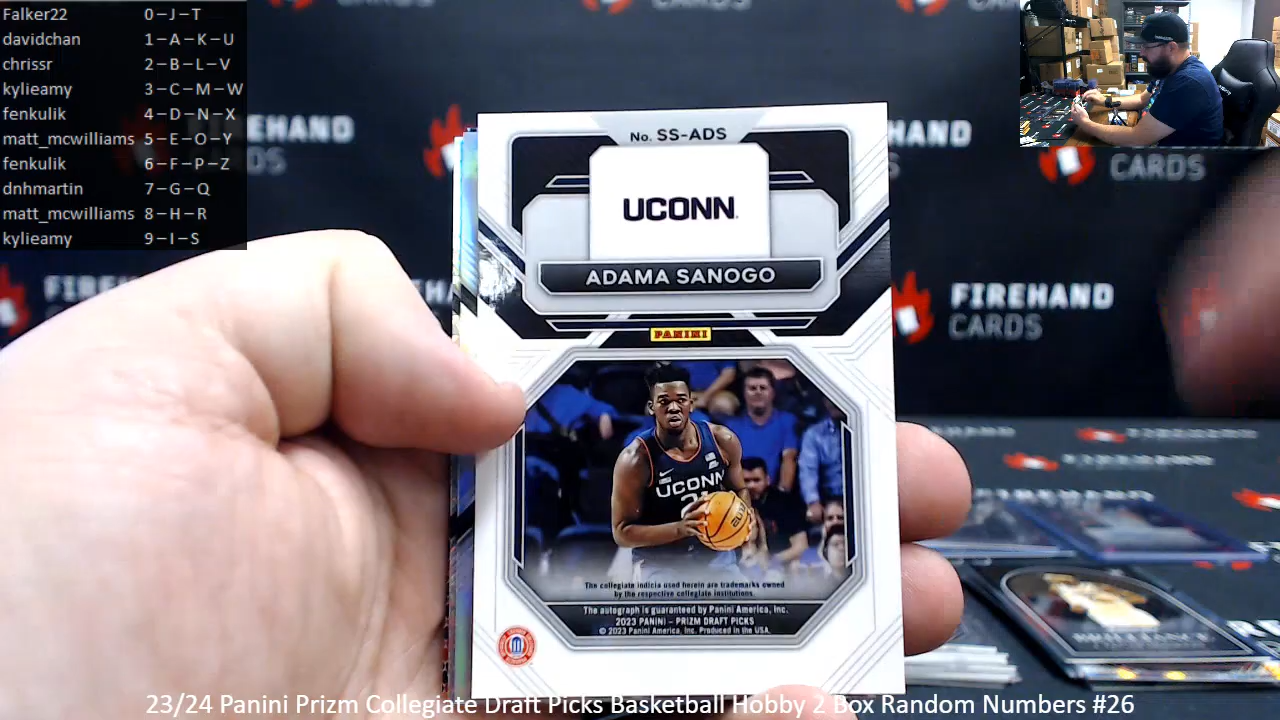 Falker22 0-J-T
davidchan 1-A-K-U
chrissr 2-B-L-V
kylieamy 3-C-M-W
fenkulik 4-D-N-X
matt_mcwilliams 5-E-O-Y
fenkulik 6-F-P-Z
dnhmartin 7-G-Q
matt_mcwilliams 8-H-R
kylieamy 9-I-S
CARDS
FIREHAND
CARDS
FIREHAND
CARDS
No. SS-ADS
UCONN
ADAMA SANOGO
PANINI
UCONN
The collegiate indicia used herein are trademarks owned
by the respective collegiate institutions.
The autograph is guaranteed by Panini America, Inc.
2023 PANINI - PRIZM DRAFT PICKS
© 2023 Panini America, Inc. Produced in the USA.
23/24 Panini Prizm Collegiate Draft Picks Basketball Hobby 2 Box Random Numbers #26